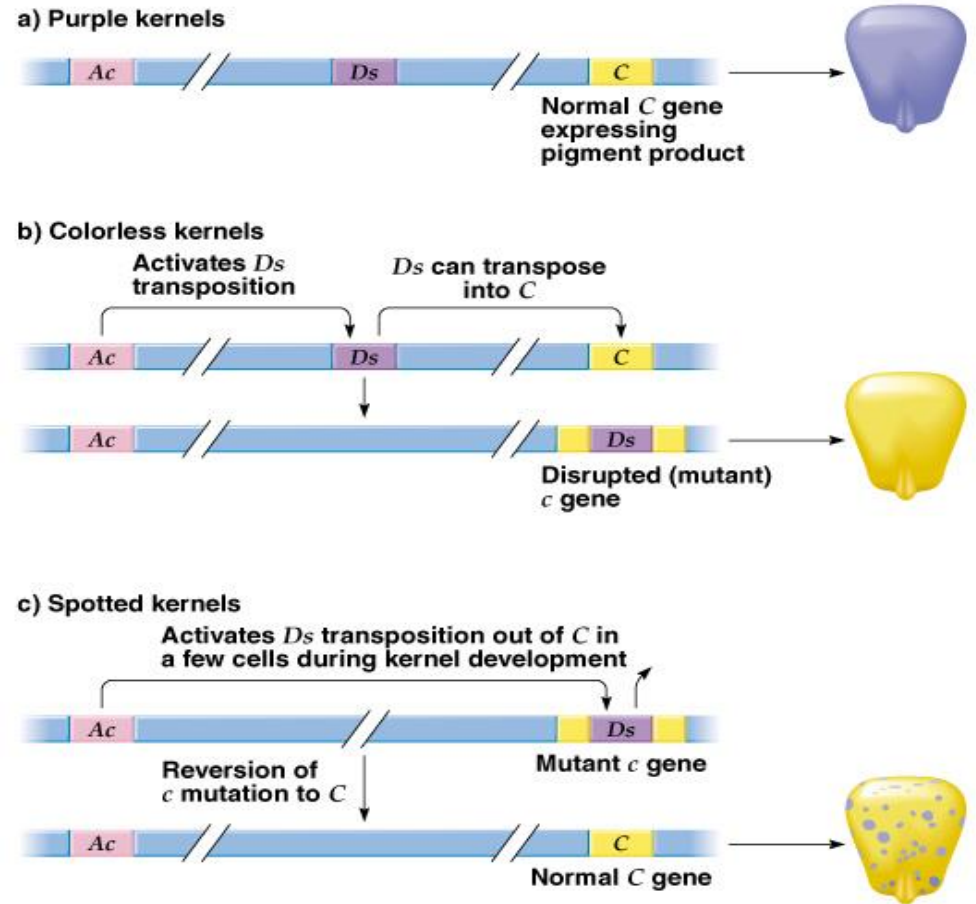 a) Purple kernels
Ac Ds C
Normal C gene
expressing
pigment product
b) Colorless kernels
Activates Ds
transposition
Ds can transpose
into C
Ac Ds C
Ac Ds
Disrupted (mutant)
c gene
c) Spotted kernels
Activates Ds transposition out of C in
a few cells during kernel development
Ac Ds
Mutant c gene
Reversion of
c mutation to C
Ac C
Normal C gene